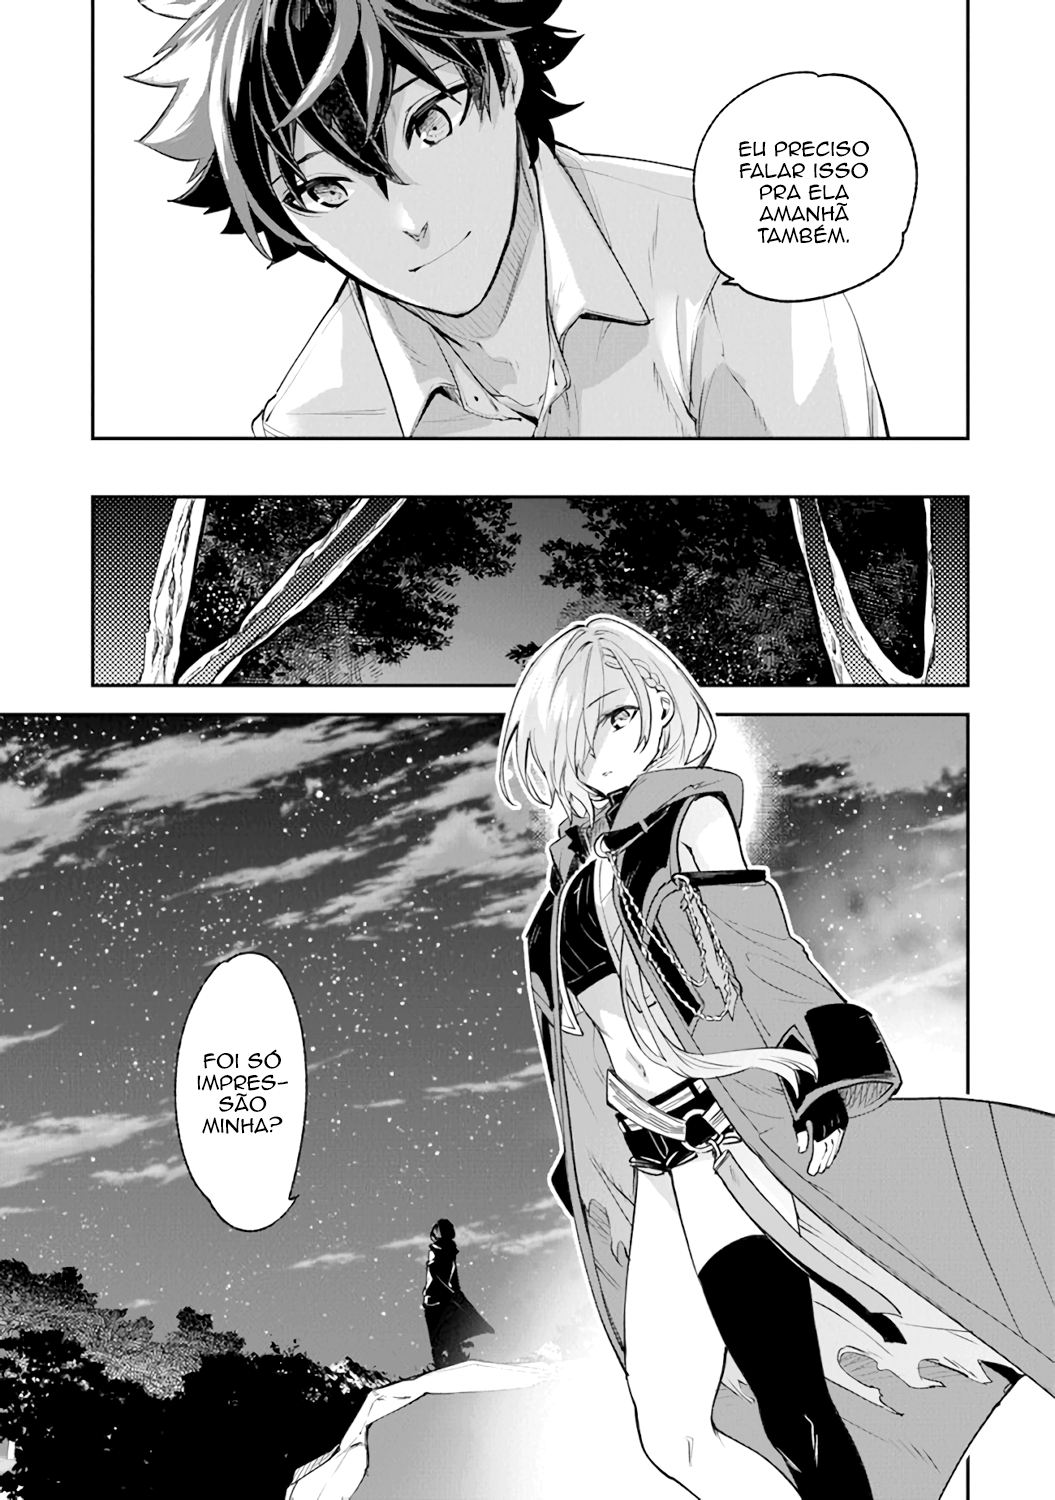 EU PRECISO
FALAR ISSO
PRA ELA
AMANHÃ
TAMBÉM.
FOI SÓ
IMPRES-
SÃO
MINHA?